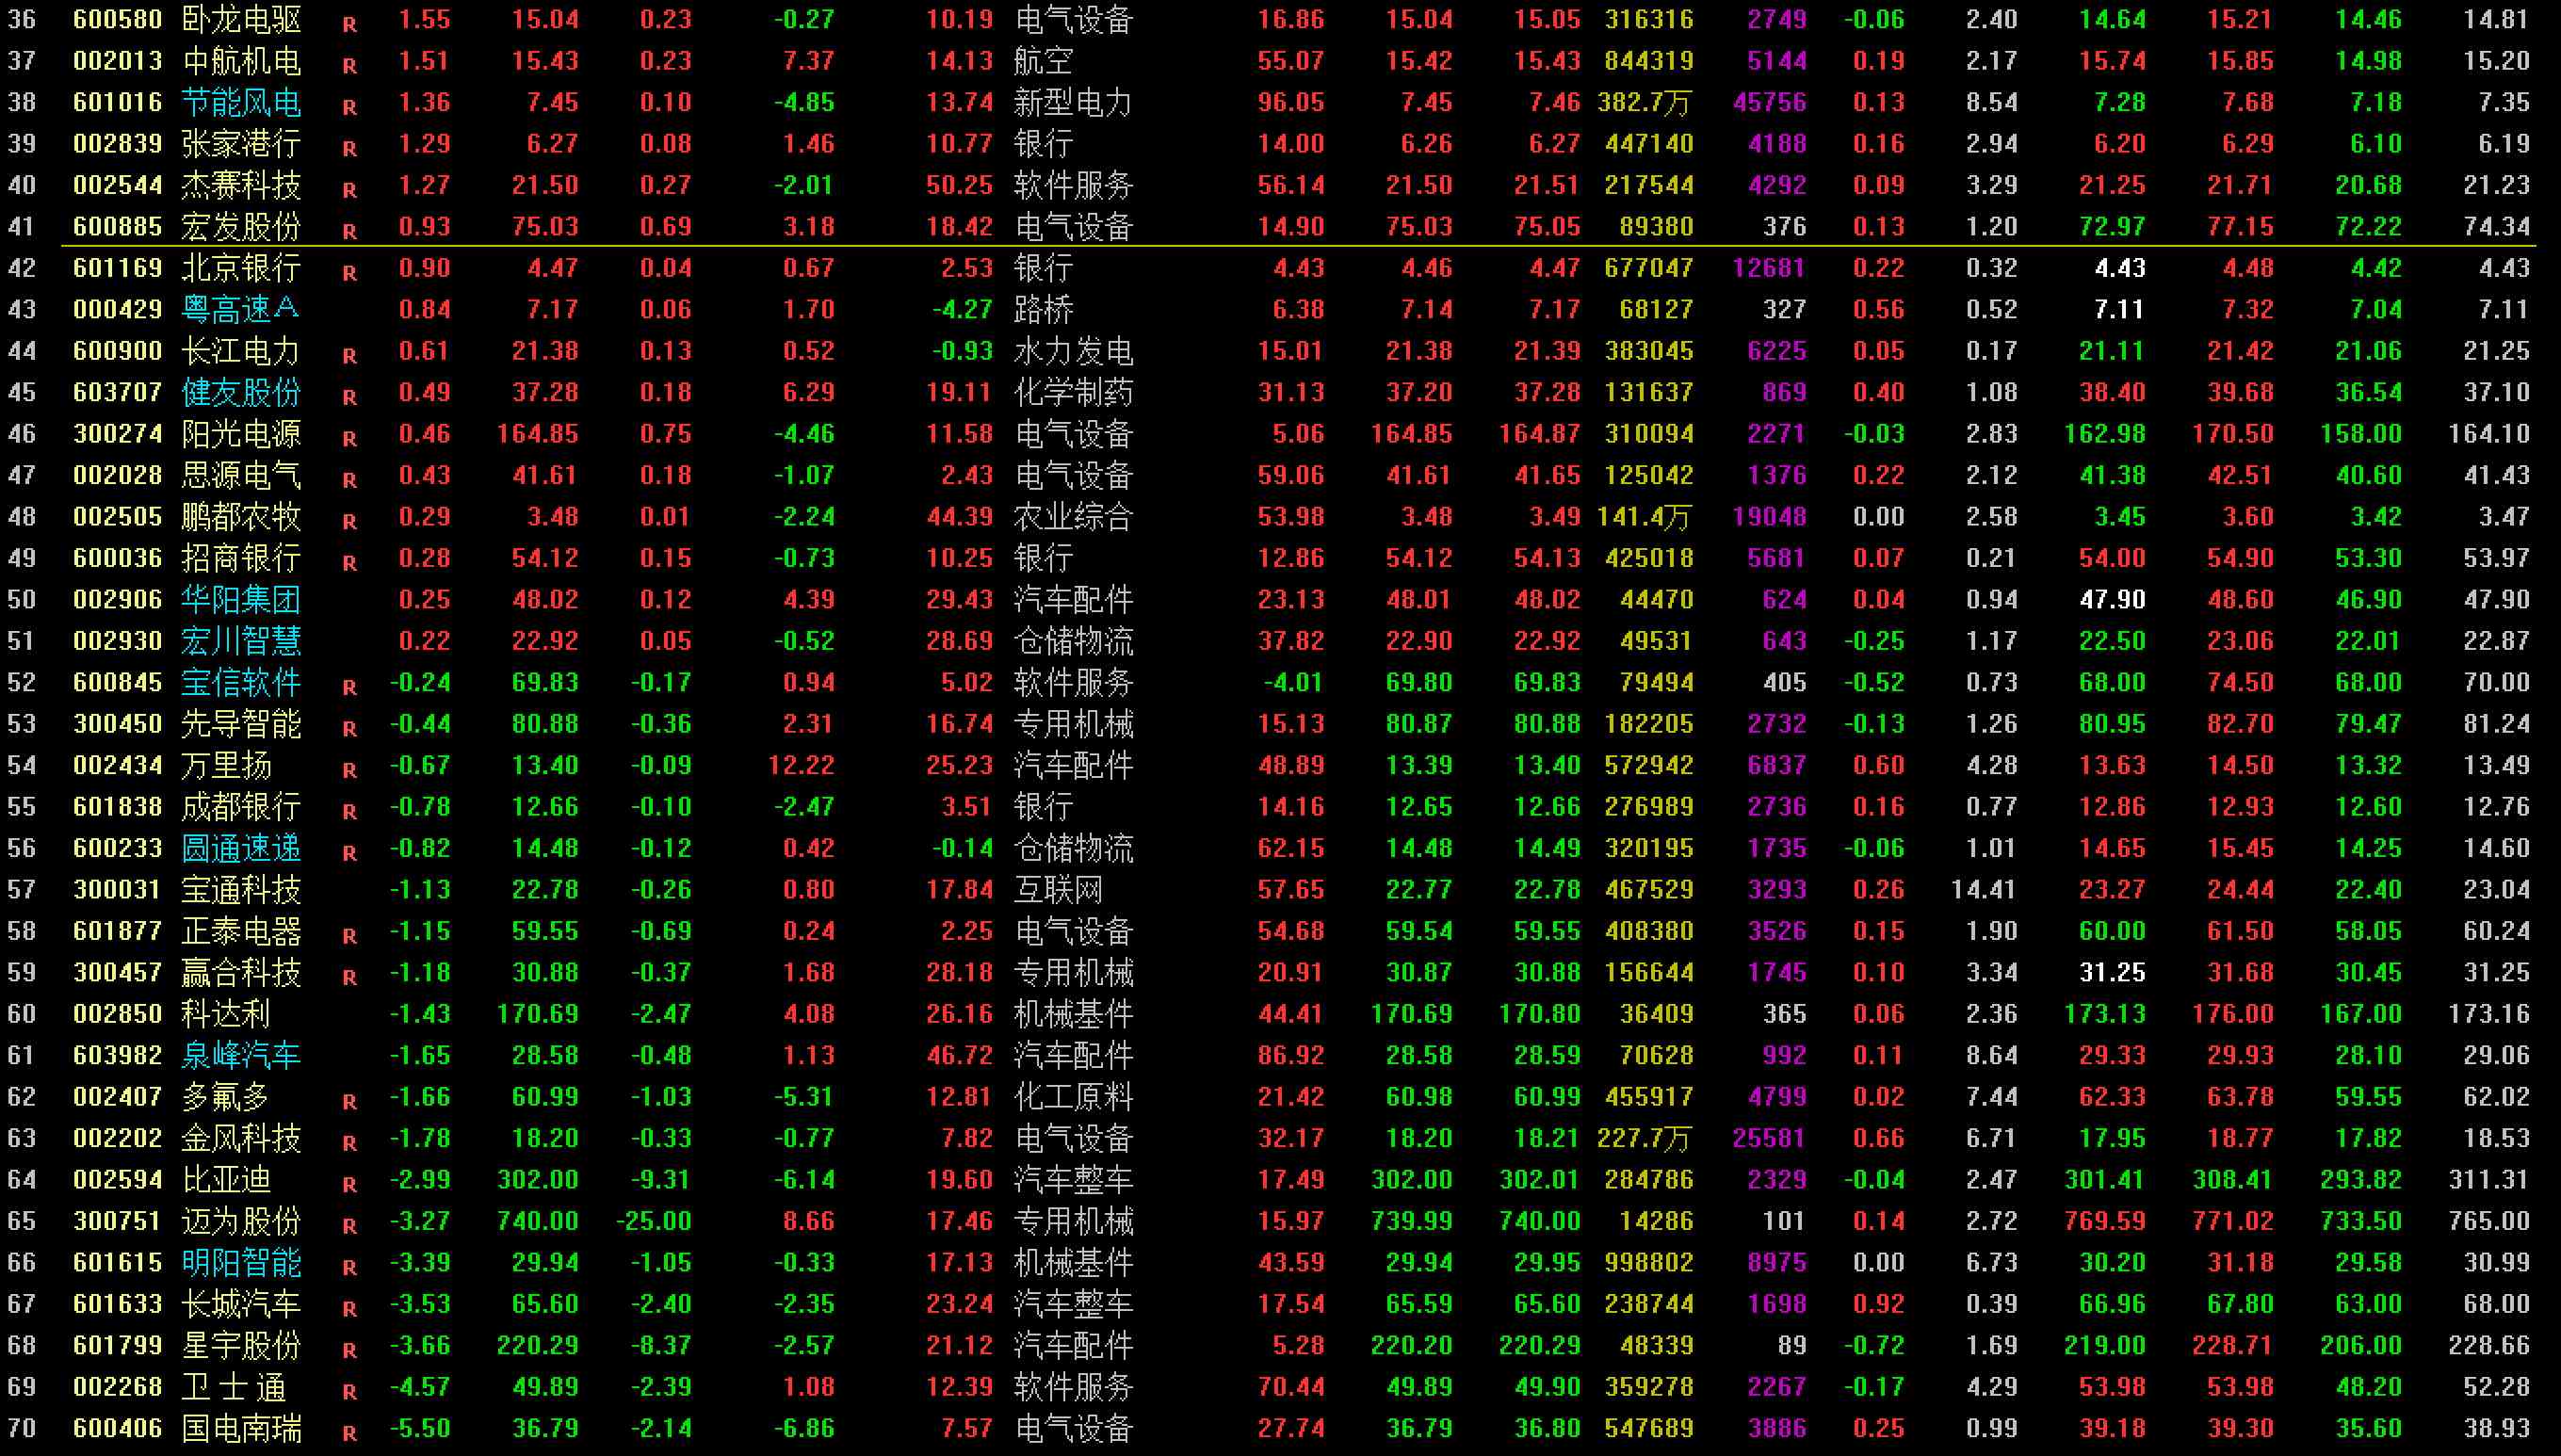 36 600580 卧龙电驱 R 1.55 15.04 0.23 -0.27 10.19 电气设备 16.86 15.04 15.05 316316 2749 -0.06 2.40 14.64 15.21 14.46 14.81
37 002013 中航机电 R 1.51 15.43 0.23 7.37 14.13 航空 55.07 15.42 15.43 844319 5144 0.19 2.17 15.74 15.85 14.98 15.20
38 601016 节能风电 R 1.36 7.45 0.10 -4.85 13.74 新型电力 96.05 7.45 7.46 382.7万 45756 0.13 8.54 7.28 7.68 7.18 7.35
39 002839 张家港行 R 1.29 6.27 0.08 1.46 10.77 银行 14.00 6.26 6.27 447140 4188 0.16 2.94 6.20 6.29 6.10 6.19
40 002544 杰赛科技 R 1.27 21.50 0.27 -2.01 50.25 软件服务 56.14 21.50 21.51 217544 4292 0.09 3.29 21.25 21.71 20.68 21.23
41 600885 宏发股份 R 0.93 75.03 0.69 3.18 18.42 电气设备 14.90 75.03 75.05 89380 376 0.13 1.20 72.97 77.15 72.22 74.34
42 601169 北京银行 R 0.90 4.47 0.04 0.67 2.53 银行 4.43 4.46 4.47 677047 12681 0.22 0.32 4.43 4.48 4.42 4.43
43 000429 粤高速A 0.84 7.17 0.06 1.70 -4.27 路桥 6.38 7.14 7.17 68127 327 0.56 0.52 7.11 7.32 7.04 7.11
44 600900 长江电力 R 0.61 21.38 0.13 0.52 -0.93 水力发电 15.01 21.38 21.39 383045 6225 0.05 0.17 21.11 21.42 21.06 21.25
45 603707 健友股份 R 0.49 37.28 0.18 6.29 19.11 化学制药 31.13 37.20 37.28 131637 869 0.40 1.08 38.40 39.68 36.54 37.10
46 300274 阳光电源 R 0.46 164.85 0.75 -4.46 11.58 电气设备 5.06 164.85 164.87 310094 2271 -0.03 2.83 162.98 170.50 158.00 164.10
47 002028 思源电气 R 0.43 41.61 0.18 -1.07 2.43 电气设备 59.06 41.61 41.65 125042 1376 0.22 2.12 41.38 42.51 40.60 41.43
48 002505 鹏都农牧 R 0.29 3.48 0.01 -2.24 44.39 农业综合 53.98 3.48 3.49 141.4万 19048 0.00 2.58 3.45 3.60 3.42 3.47
49 600036 招商银行 R 0.28 54.12 0.15 -0.73 10.25 银行 12.86 54.12 54.13 425018 5681 0.07 0.21 54.00 54.90 53.30 53.97
50 002906 华阳集团 0.25 48.02 0.12 4.39 29.43 汽车配件 23.13 48.01 48.02 44470 624 0.04 0.94 47.90 48.60 46.90 47.90
51 002930 宏川智慧 0.22 22.92 0.05 -0.52 28.69 仓储物流 37.82 22.90 22.92 49531 643 -0.25 1.17 22.50 23.06 22.01 22.87
52 600845 宝信软件 R -0.24 69.83 -0.17 0.94 5.02 软件服务 -4.01 69.80 69.83 79494 405 -0.52 0.73 68.00 74.50 68.00 70.00
53 300450 先导智能 R -0.44 80.88 -0.36 2.31 16.74 专用机械 15.13 80.87 80.88 182205 2732 -0.13 1.26 80.95 82.70 79.47 81.24
54 002434 万里扬 R -0.67 13.40 -0.09 12.22 25.23 汽车配件 48.89 13.39 13.40 572942 6837 0.60 4.28 13.63 14.50 13.32 13.49
55 601838 成都银行 R -0.78 12.66 -0.10 -2.47 3.51 银行 14.16 12.65 12.66 276989 2736 0.16 0.77 12.86 12.93 12.60 12.76
56 600233 圆通速递 R -0.82 14.48 -0.12 0.42 -0.14 仓储物流 62.15 14.48 14.49 320195 1735 -0.06 1.01 14.65 15.45 14.25 14.60
57 300031 宝通科技 -1.13 22.78 -0.26 0.80 17.84 互联网 57.65 22.77 22.78 467529 3293 0.26 14.41 23.27 24.44 22.40 23.04
58 601877 正泰电器 R -1.15 59.55 -0.69 0.24 2.25 电气设备 54.68 59.54 59.55 408380 3526 0.15 1.90 60.00 61.50 58.05 60.24
59 300457 赢合科技 R -1.18 30.88 -0.37 1.68 28.18 专用机械 20.91 30.87 30.88 156644 1745 0.10 3.34 31.25 31.68 30.45 31.25
60 002850 科达利 -1.43 170.69 -2.47 4.08 26.16 机械基件 44.41 170.69 170.80 36409 365 0.06 2.36 173.13 176.00 167.00 173.16
61 603982 泉峰汽车 -1.65 28.58 -0.48 1.13 46.72 汽车配件 86.92 28.58 28.59 70628 992 0.11 8.64 29.33 29.93 28.10 29.06
62 002407 多氟多 R -1.66 60.99 -1.03 -5.31 12.81 化工原料 21.42 60.98 60.99 455917 4799 0.02 7.44 62.33 63.78 59.55 62.02
63 002202 金风科技 R -1.78 18.20 -0.33 -0.77 7.82 电气设备 32.17 18.20 18.21 227.7万 25581 0.66 6.71 17.95 18.77 17.82 18.53
64 002594 比亚迪 R -2.99 302.00 -9.31 -6.14 19.60 汽车整车 17.49 302.00 302.01 284786 2329 -0.04 2.47 301.41 308.41 293.82 311.31
65 300751 迈为股份 R -3.27 740.00 -25.00 8.66 17.46 专用机械 15.97 739.99 740.00 14286 101 0.14 2.72 769.59 771.02 733.50 765.00
66 601615 明阳智能 R -3.39 29.94 -1.05 -0.33 17.13 机械基件 43.59 29.94 29.95 998802 8975 0.00 6.73 30.20 31.18 29.58 30.99
67 601633 长城汽车 R -3.53 65.60 -2.40 -2.35 23.24 汽车整车 17.54 65.59 65.60 238744 1698 0.92 0.39 66.96 67.80 63.00 68.00
68 601799 星宇股份 R -3.66 220.29 -8.37 -2.57 21.12 汽车配件 5.28 220.20 220.29 48339 89 -0.72 1.69 219.00 228.71 206.00 228.66
69 002268 卫士通 R -4.57 49.89 -2.39 1.08 12.39 软件服务 70.44 49.89 49.90 359278 2267 -0.17 4.29 53.98 53.98 48.20 52.28
70 600406 国电南瑞 R -5.50 36.79 -2.14 -6.86 7.57 电气设备 27.74 36.79 36.80 547689 3886 0.25 0.99 39.18 39.30 35.60 38.93